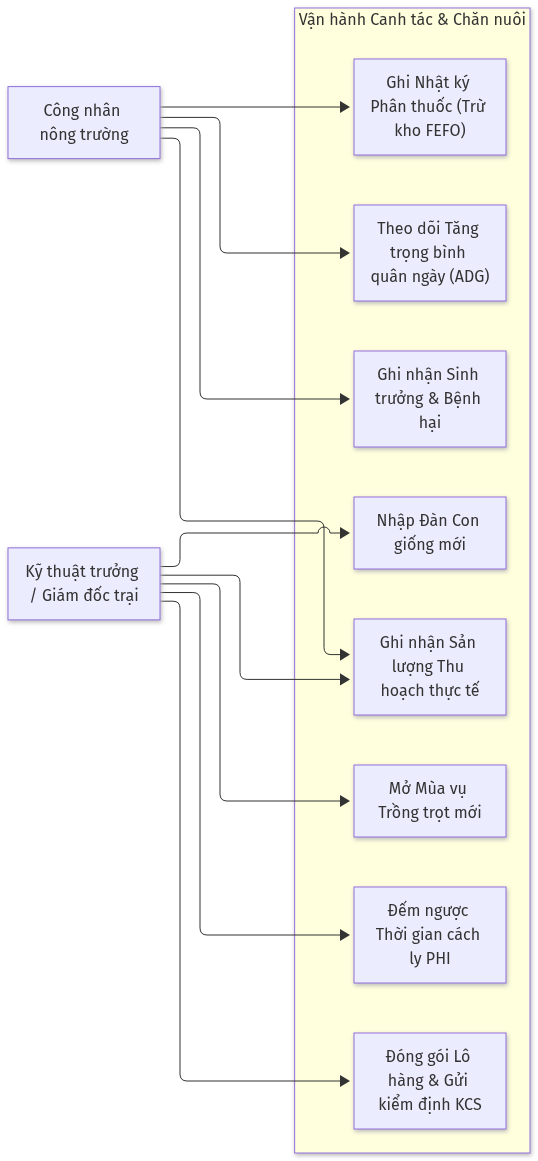 Vận hành Canh tác & Chăn nuôi
Công nhân
nông trường
Ghi Nhật ký
Phân thuốc (Trừ
kho FEFO)
Theo dõi Tăng
trọng bình
quân ngày (ADG)
Ghi nhận Sinh
trưởng & Bệnh
hại
Nhập Đàn Con
giống mới
Kỹ thuật trưởng
/ Giám đốc trại
Ghi nhận Sản
lượng Thu
hoạch thực tế
Mở Mùa vụ
Trồng trọt mới
Đếm ngược
Thời gian cách
ly PHI
Đóng gói Lô
hàng & Gửi
kiểm định KCS